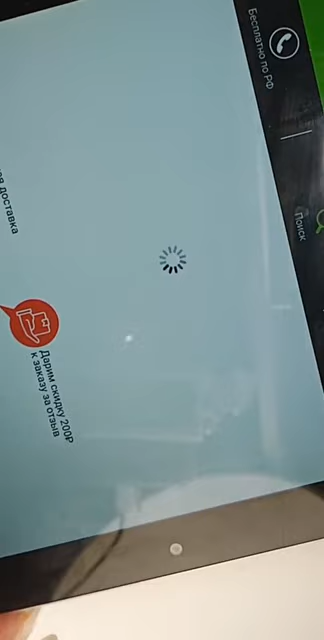 Бесплатно по РФ
Поиск
доставка
Дарим скидку 200₽
к заказу за отзыв